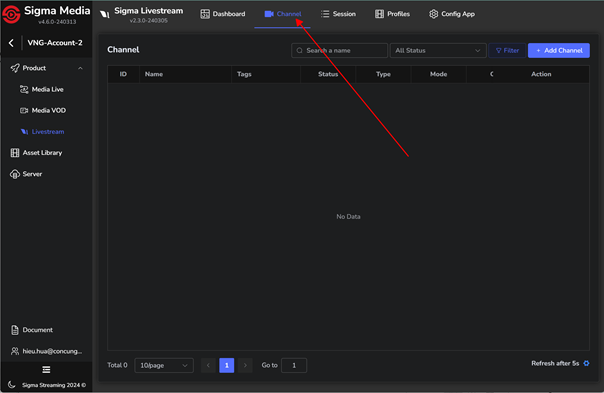 Sigma Media
v4.6.0-240313
Sigma Livestream
v2.3.0-240305
Dashboard
Channel
Session
Profiles
Config App
VNG-Account-2
Product
Media Live
Media VOD
Livestream
Asset Library
Server
Document
hieu.hua@concung...
Sigma Streaming 2024 ©
Channel
Search a name
All Status
Filter
+ Add Channel
ID Name Tags Status Type Mode C Action
No Data
Total 0 10/page < 1 > Go to 1
Refresh after 5s